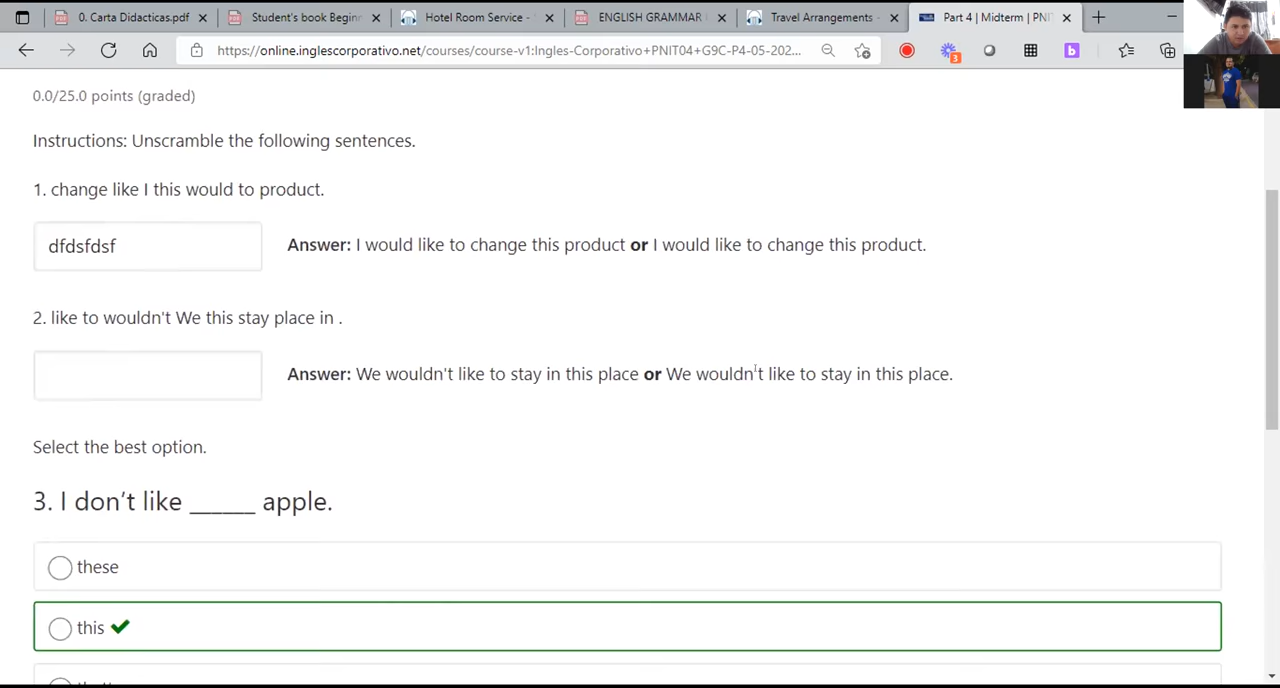 0. Carta Didacticas.pdf
Student's book Beginn
Hotel Room Service -
ENGLISH GRAMMAR
Travel Arrangements -
Part 4 | Midterm | PNI
https://online.inglescorporativo.net/courses/course-v1:Ingles-Corporativo+PNIT04+G9C-P4-05-202...
3
b
0.0/25.0 points (graded)
Instructions: Unscramble the following sentences.
1. change like I this would to product.
dfdsfdsf
Answer: I would like to change this product or I would like to change this product.
2. like to wouldn't We this stay place in .
Answer: We wouldn't like to stay in this place or We wouldn't like to stay in this place.
Select the best option.
3. I don't like ______ apple.
these
this